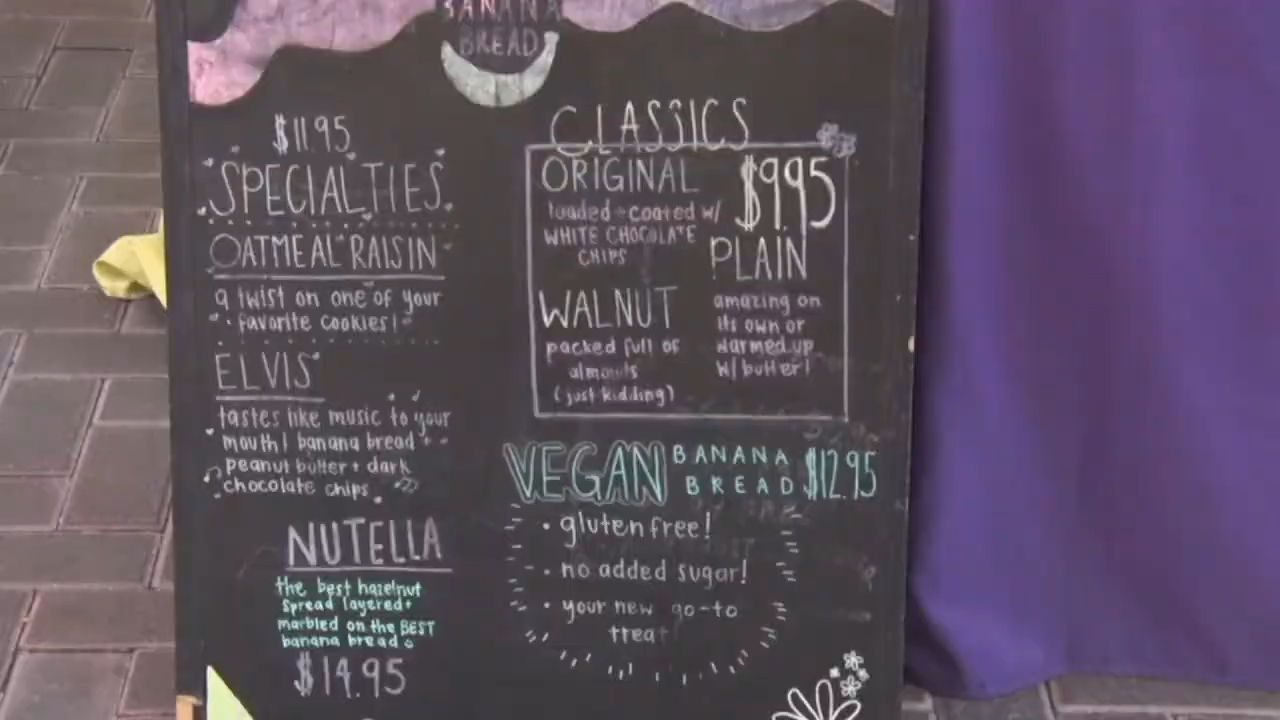 BANANA
BREAD
$11.95
SPECIALTIES
OATMEAL RAISIN
a twist on one of your
favorite cookies!
ELVIS
tastes like music to your
mouth! banana bread +
peanut butter + dark
chocolate chips
NUTELLA
the best hazelnut
spread layered +
marbled on the BEST
banana bread
$14.95
CLASSICS
ORIGINAL
loaded + coated w/
WHITE CHOCOLATE
CHIPS
$9.95
WALNUT
packed full of
almonds
(just kidding)
PLAIN
amazing on
its own or
warmed up
w/ butter!
VEGAN BANANA BREAD $12.95
• gluten free!
• no added sugar!
• your new go-to
treat!